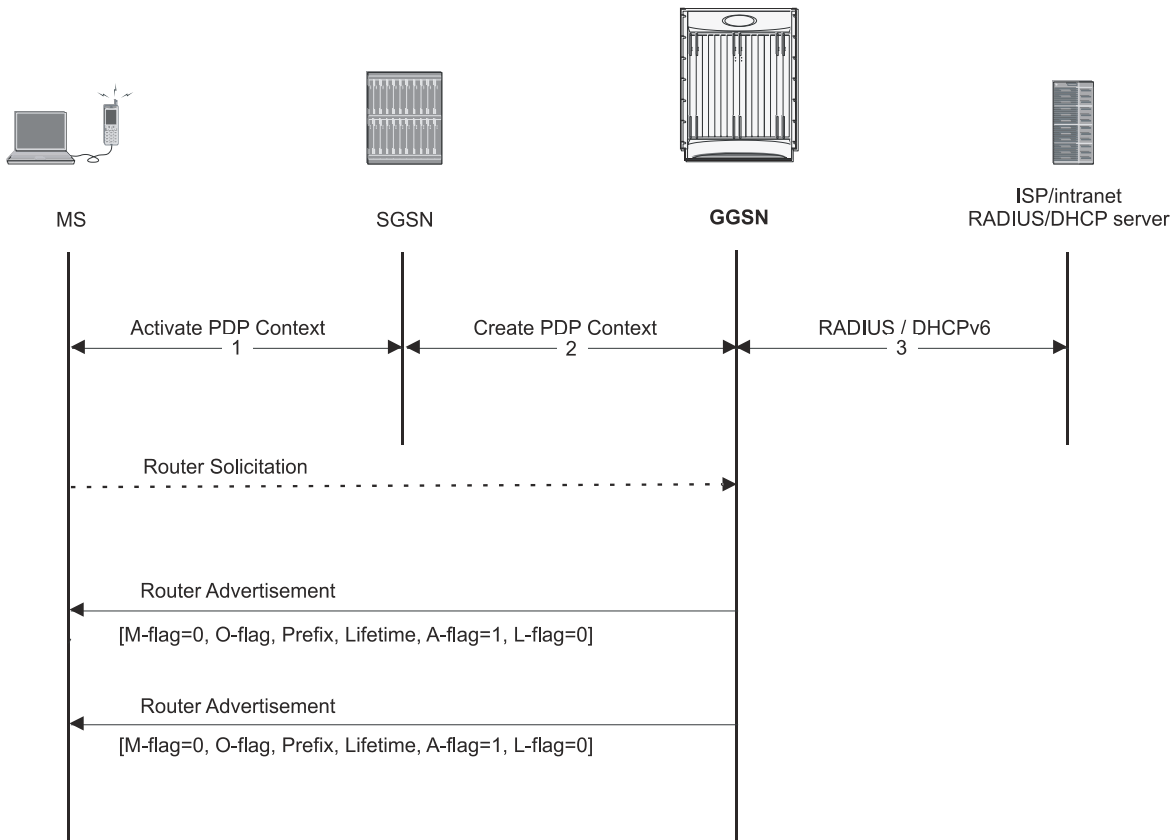 MS
SGSN
GGSN
ISP/intranet
RADIUS/DHCP server
Activate PDP Context
1
Create PDP Context
2
RADIUS / DHCPv6
3
Router Solicitation
Router Advertisement
[M-flag=0, O-flag, Prefix, Lifetime, A-flag=1, L-flag=0]
Router Advertisement
[M-flag=0, O-flag, Prefix, Lifetime, A-flag=1, L-flag=0]